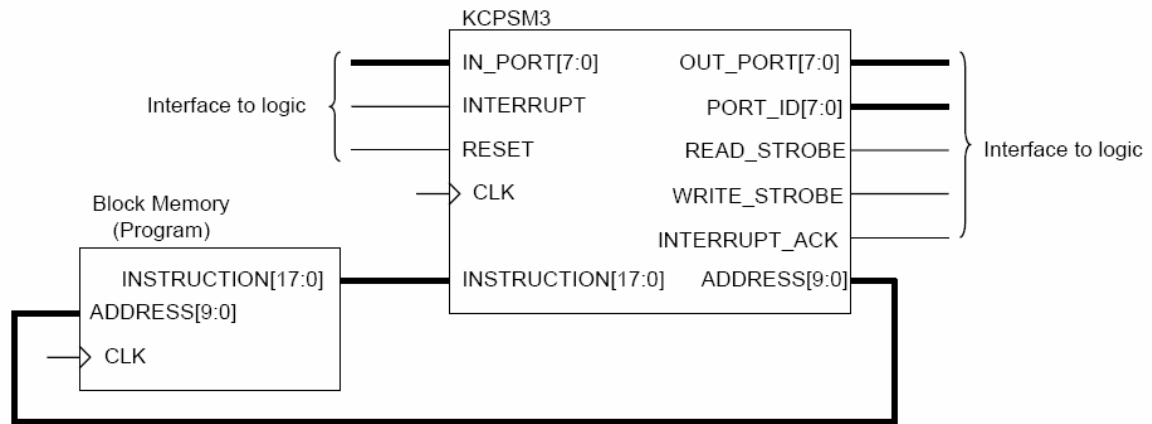 KCPSM3
IN_PORT[7:0]
OUT_PORT[7:0]
Interface to logic
INTERRUPT
PORT_ID[7:0]
RESET
READ_STROBE
Interface to logic
CLK
WRITE_STROBE
Block Memory
(Program)
INTERRUPT_ACK
INSTRUCTION[17:0]
INSTRUCTION[17:0]
ADDRESS[9:0]
ADDRESS[9:0]
CLK